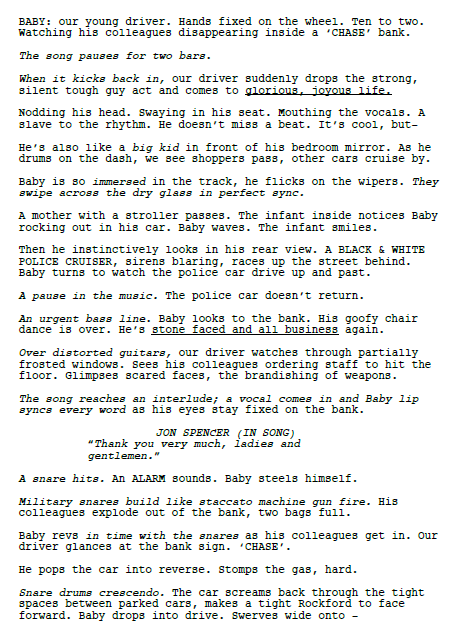 BABY: our young driver. Hands fixed on the wheel. Ten to two.
Watching his colleagues disappearing inside a ‘CHASE’ bank.
The song pauses for two bars.
When it kicks back in, our driver suddenly drops the strong,
silent tough guy act and comes to glorious, joyous life.
Nodding his head. Swaying in his seat. Mouthing the vocals. A
slave to the rhythm. He doesn’t miss a beat. It’s cool, but-
He’s also like a big kid in front of his bedroom mirror. As he
drums on the dash, we see shoppers pass, other cars cruise by.
Baby is so immersed in the track, he flicks on the wipers. They
swipe across the dry glass in perfect sync.
A mother with a stroller passes. The infant inside notices Baby
rocking out in his car. Baby waves. The infant smiles.
Then he instinctively looks in his rear view. A BLACK & WHITE
POLICE CRUISER, sirens blaring, races up the street behind.
Baby turns to watch the police car drive up and past.
A pause in the music. The police car doesn’t return.
An urgent bass line. Baby looks to the bank. His goofy chair
dance is over. He’s stone faced and all business again.
Over distorted guitars, our driver watches through partially
frosted windows. Sees his colleagues ordering staff to hit the
floor. Glimpses scared faces, the brandishing of weapons.
The song reaches an interlude; a vocal comes in and Baby lip
syncs every word as his eyes stay fixed on the bank.
JON SPENCER (IN SONG)
“Thank you very much, ladies and
gentlemen.”
A snare hits. An ALARM sounds. Baby steels himself.
Military snares build like staccato machine gun fire. His
colleagues explode out of the bank, two bags full.
Baby revs in time with the snares as his colleagues get in. Our
driver glances at the bank sign. ‘CHASE’.
He pops the car into reverse. Stomps the gas, hard.
Snare drums crescendo. The car screams back through the tight
spaces between parked cars, makes a tight Rockford to face
forward. Baby drops into drive. Swerves wide onto -